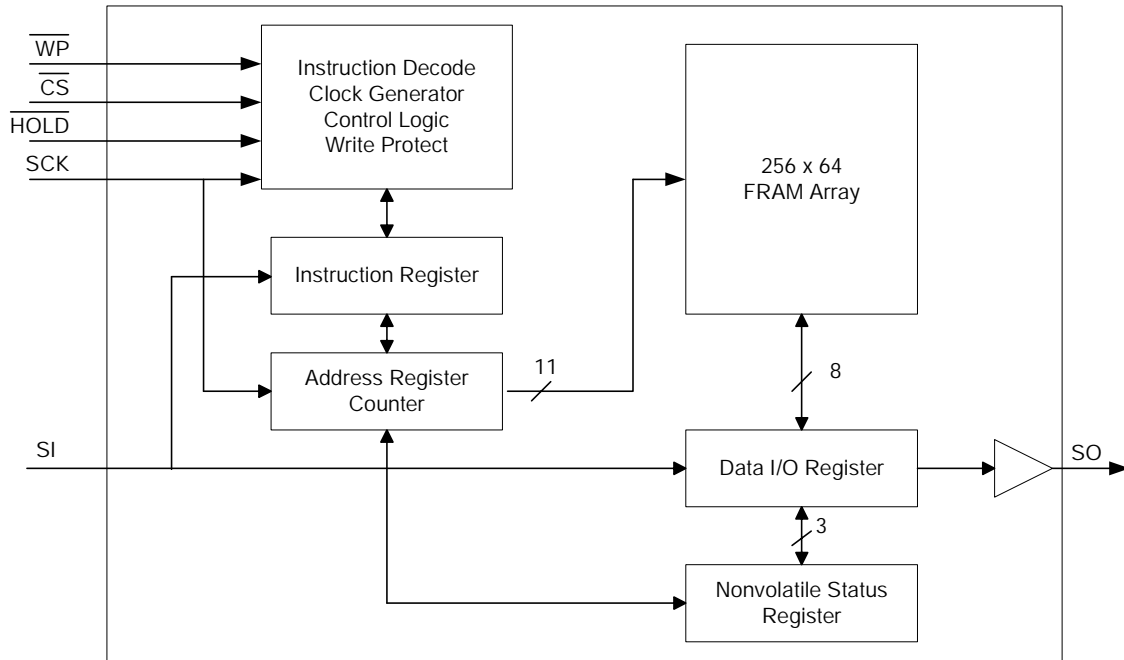 WP
CS
HOLD
SCK
Instruction Decode
Clock Generator
Control Logic
Write Protect
256 x 64
FRAM Array
Instruction Register
Address Register
Counter
11
8
SI
Data I/O Register
SO
3
Nonvolatile Status
Register